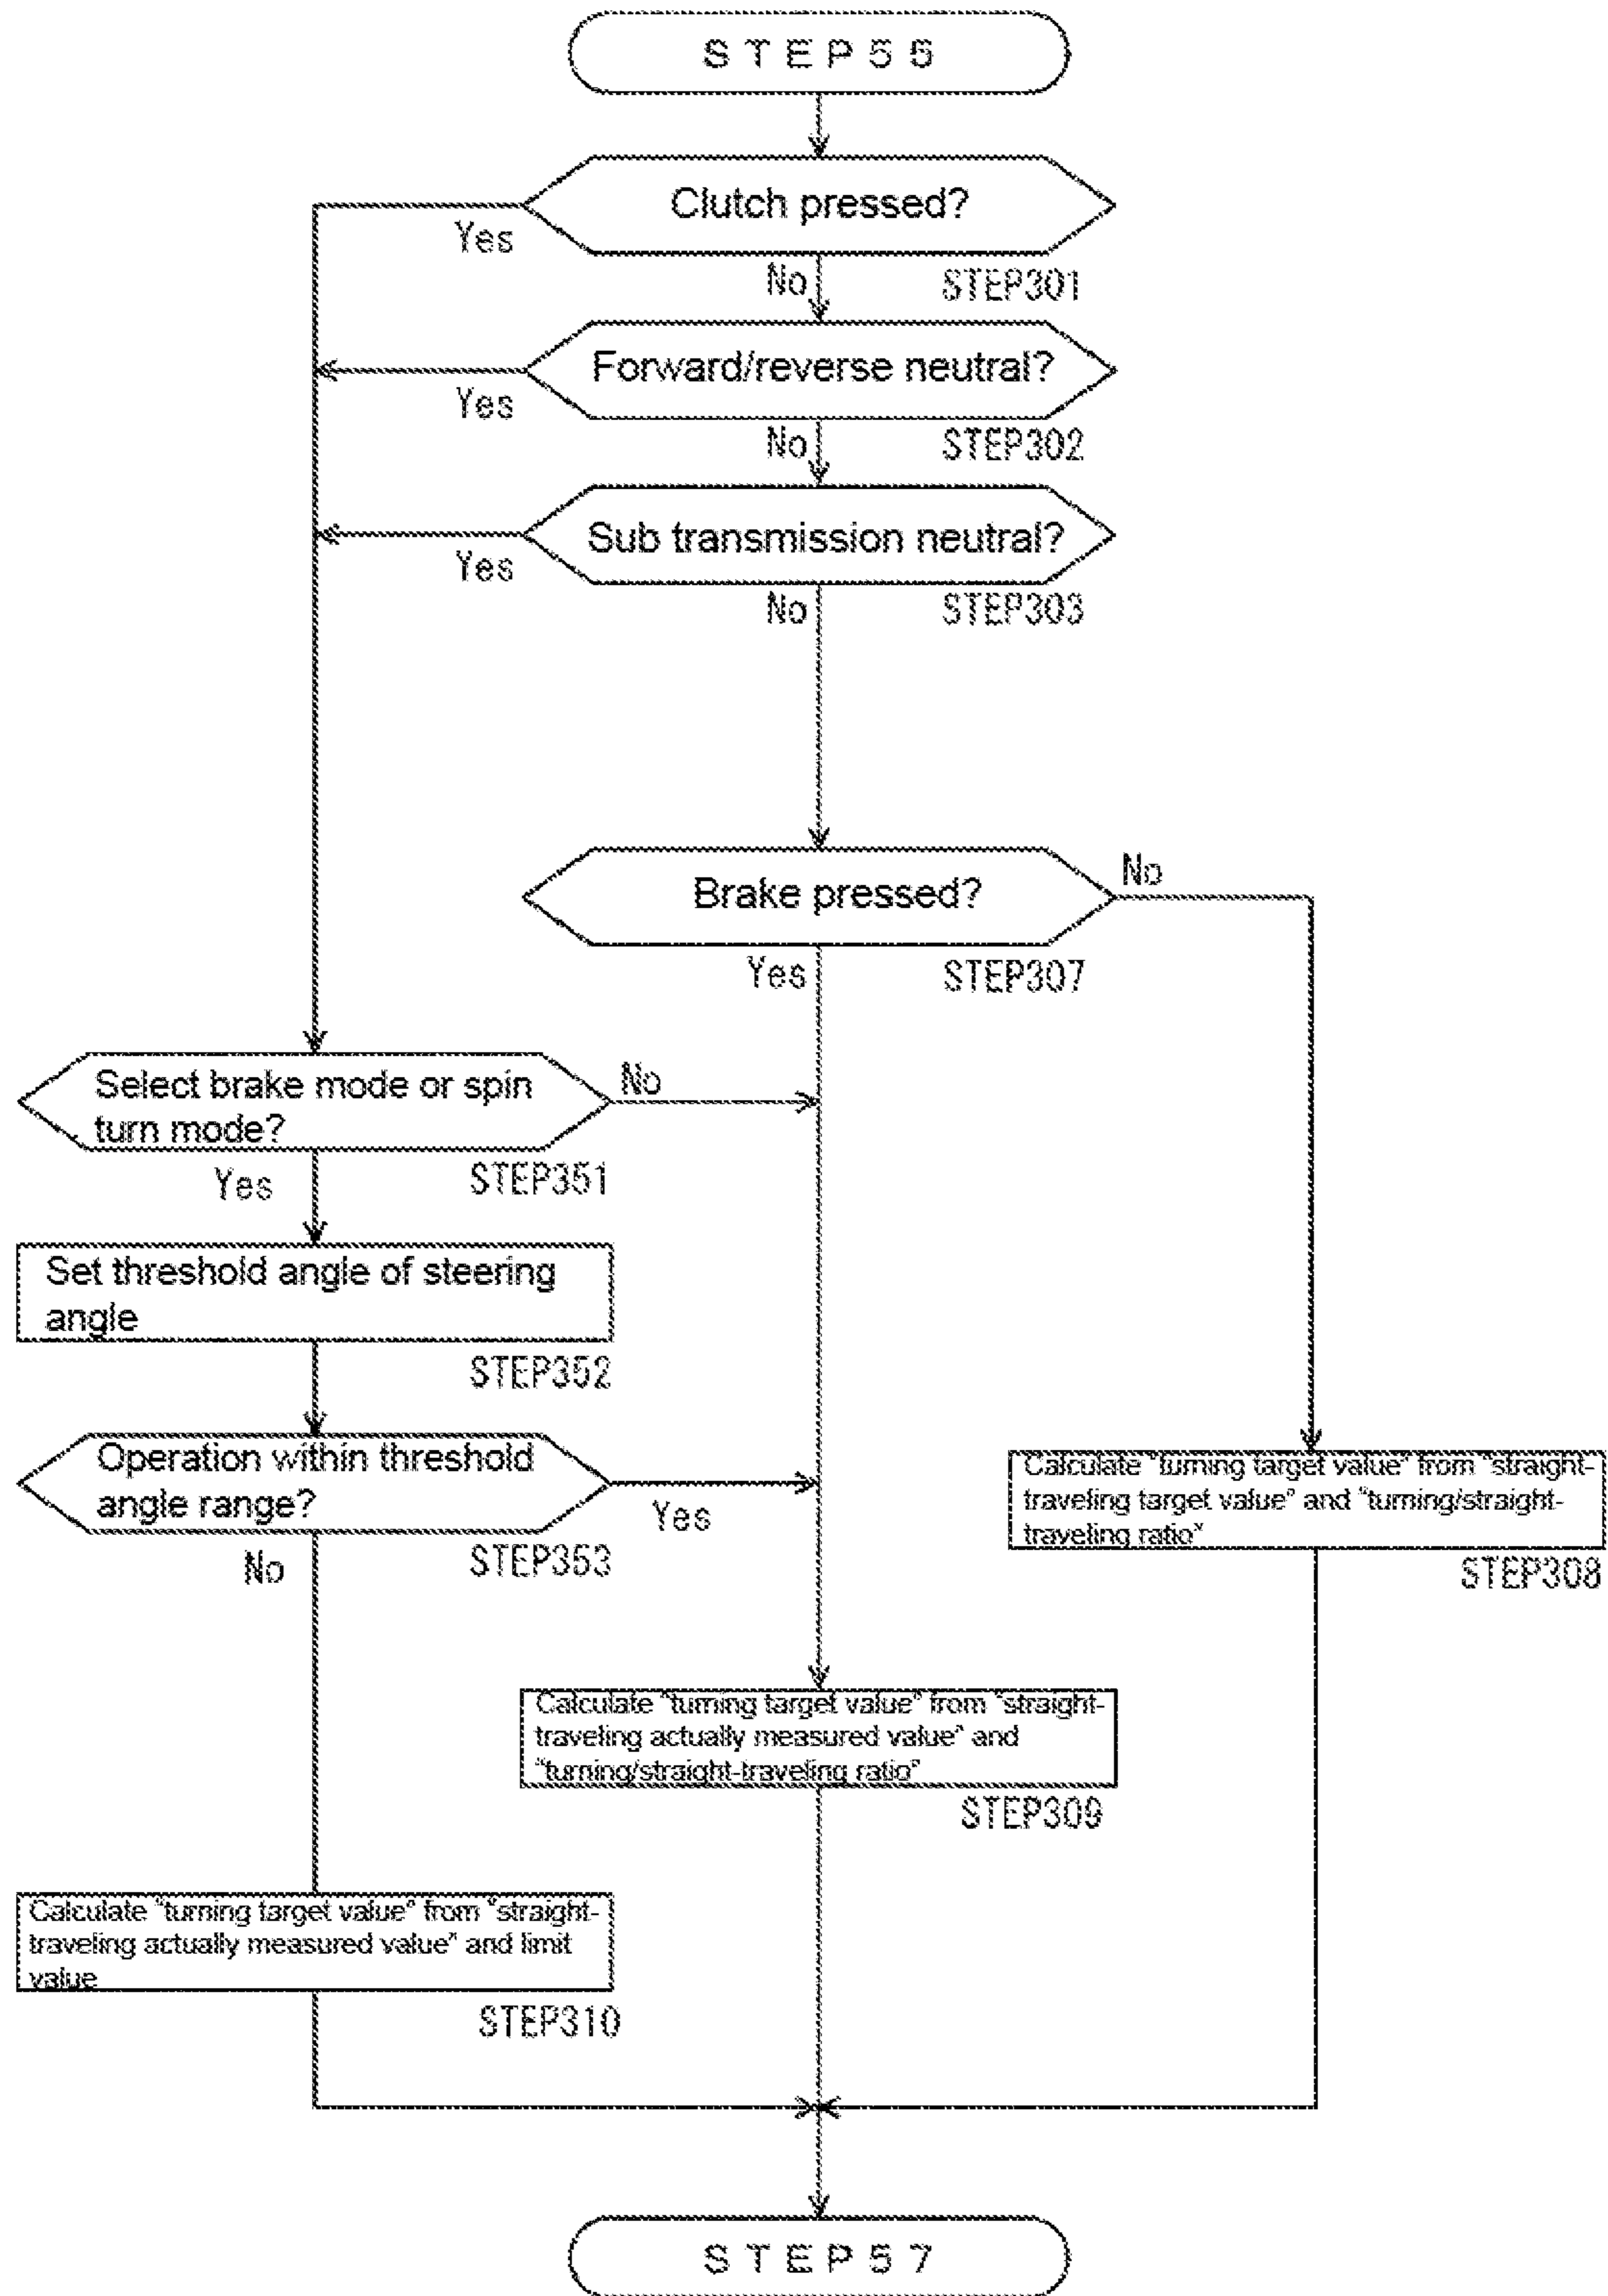 STEP55
Clutch pressed?
Yes
No
STEP301
Forward/reverse neutral?
Yes
No
STEP302
Sub transmission neutral?
Yes
No
STEP303
Brake pressed?
No
Yes
STEP307
Select brake mode or spin
turn mode?
No
Yes
STEP351
Set threshold angle of steering
angle
STEP352
Operation within threshold
angle range?
Yes
No
STEP353
Calculate "turning target value" from "straight-
traveling target value" and "turning/straight-
traveling ratio"
STEP308
Calculate "turning target value" from "straight-
traveling actually measured value" and
"turning/straight-traveling ratio"
STEP309
Calculate "turning target value" from "straight-
traveling actually measured value" and limit
value
STEP310
STEP57